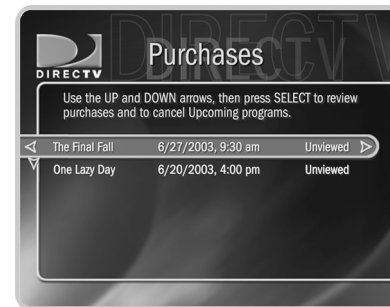 DIRECTV
Purchases
Use the UP and DOWN arrows, then press SELECT to review
purchases and to cancel Upcoming programs.
The Final Fall 6/27/2003, 9:30 am Unviewed
One Lazy Day 6/20/2003, 4:00 pm Unviewed